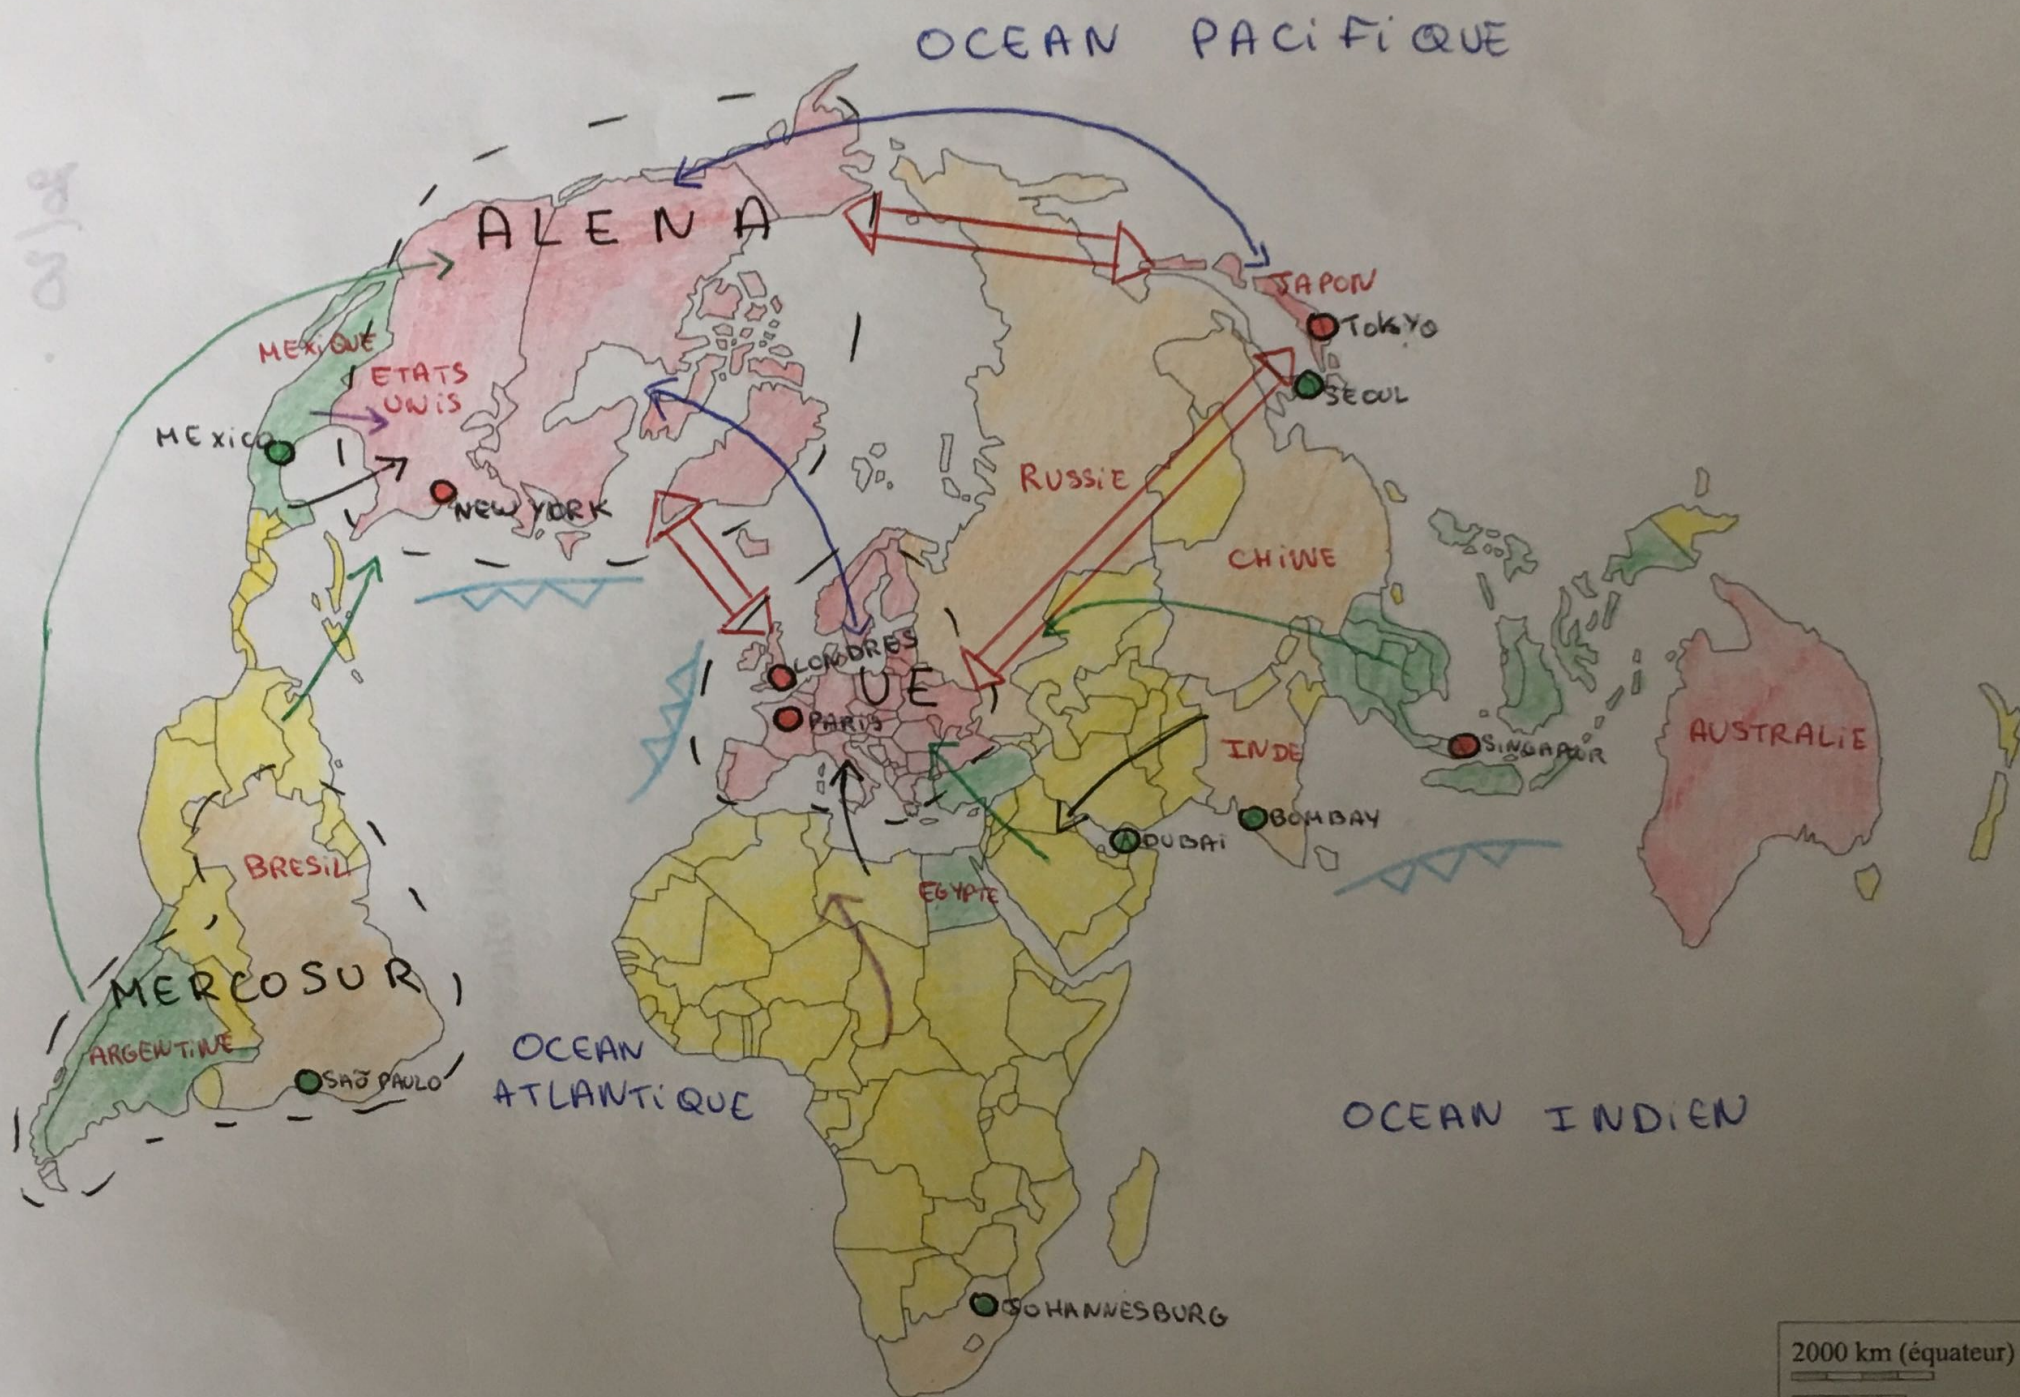 OCEAN PACiFiQUE
ALENA
JAPON
TOKYO
MEXiQUE
ETATS
UNiS
SEOUL
MEXiCO
NEW YORK
RUSSiE
CHiNE
LONDRES
UE
PARiS
AUSTRALiE
INDE
SiNGAPOUR
BOMBAY
DUBAi
BRESiL
EGYPTE
MERCOSUR
ARGENTiNE
OCEAN
ATLANTiQUE
SAÕ PAULO
OCEAN INDiEN
JOHANNESBURG
2000 km (équateur)